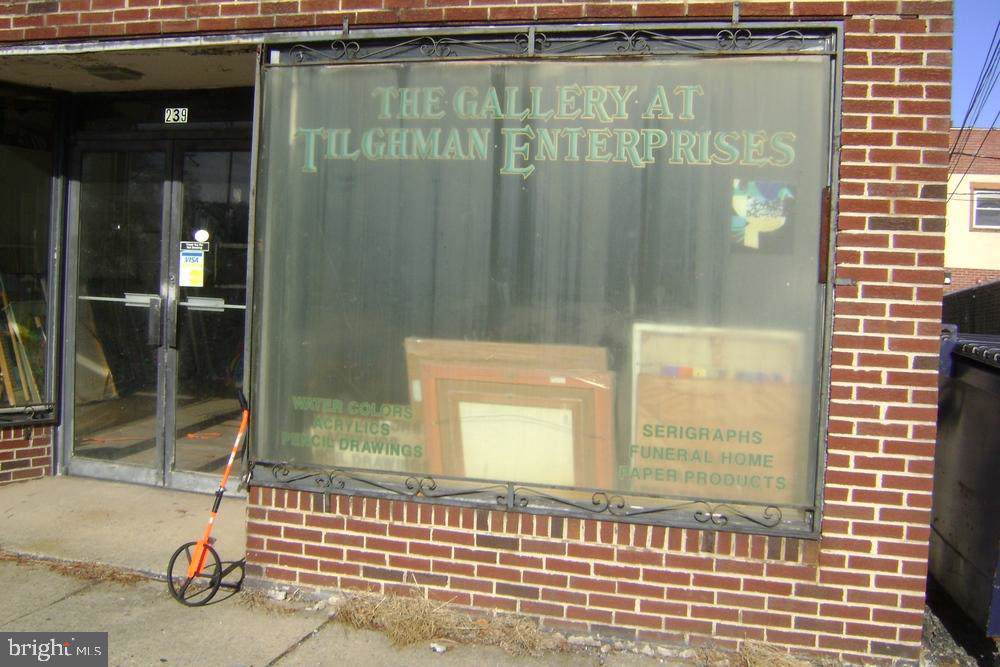 239
THE GALLERY AT
TILGHMAN ENTERPRISES
VISA
WATER COLORS
ACRYLICS
PENCIL DRAWINGS
SERIGRAPHS
FUNERAL HOME
PAPER PRODUCTS
bright MLS